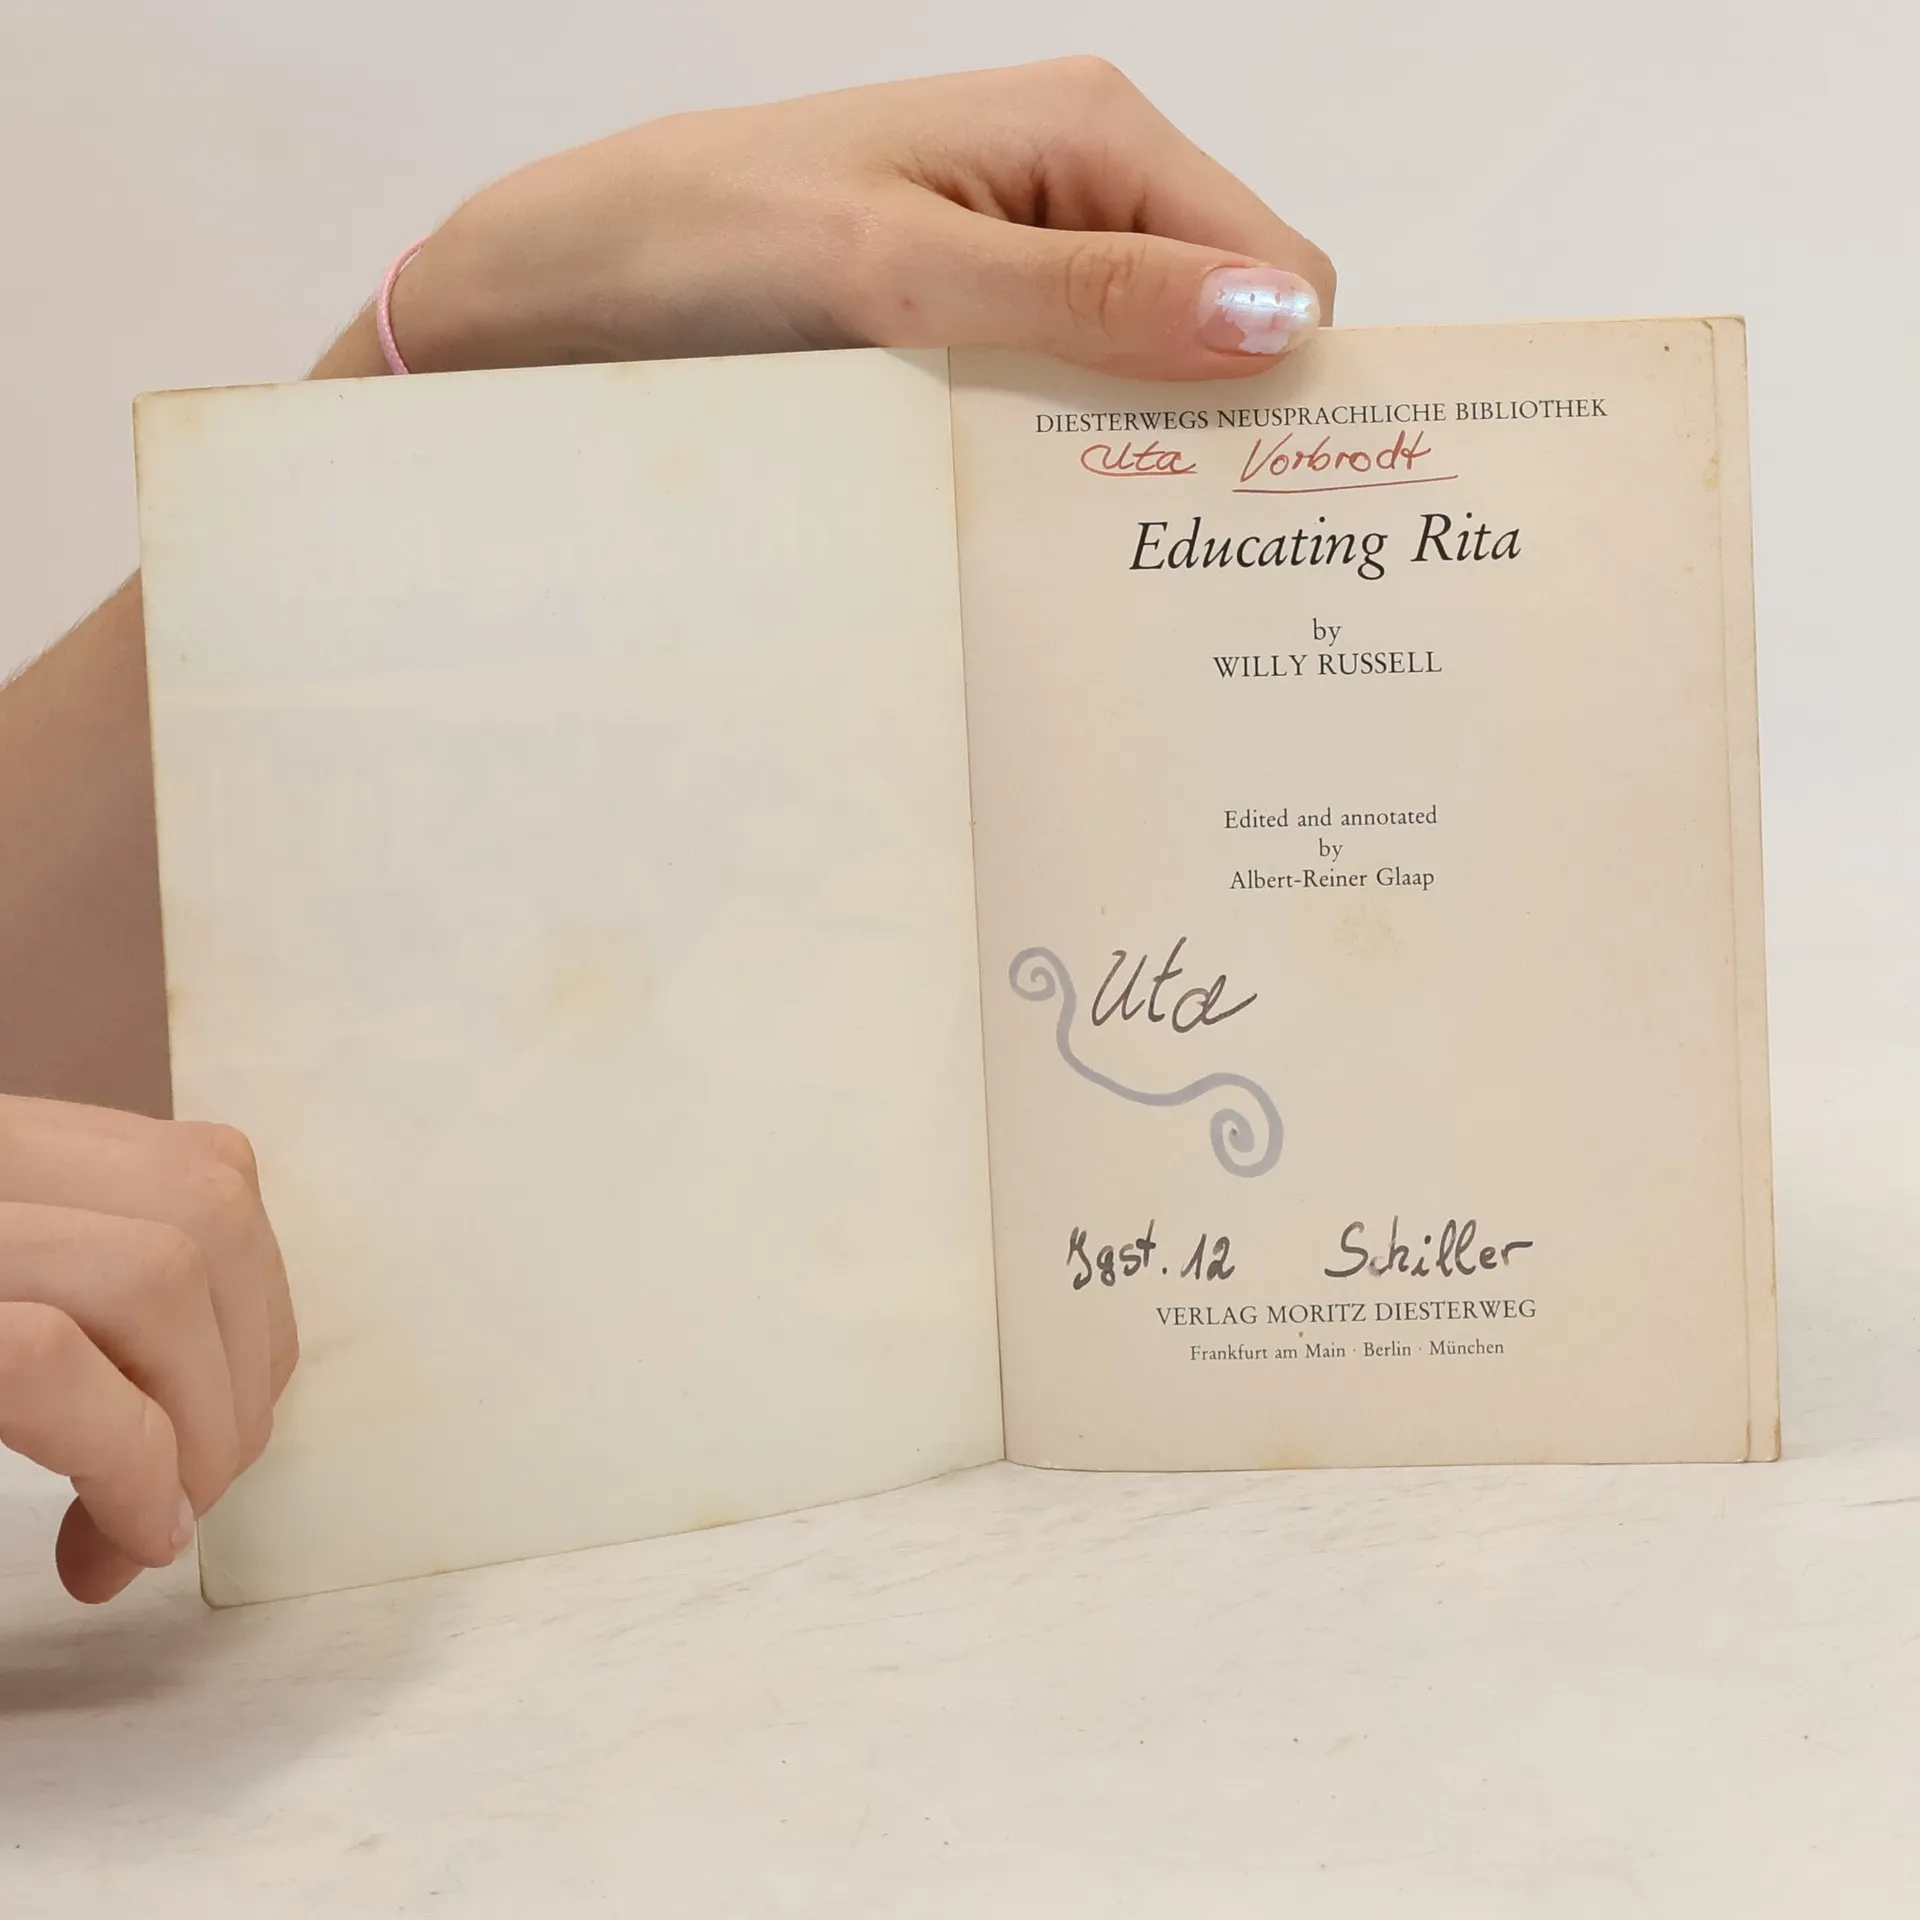 DIESTERWEGS NEUSPRACHLICHE BIBLIOTHEK
Uta Vorbrodt
Educating Rita
by
WILLY RUSSELL
Edited and annotated
by
Albert-Reiner Glaap
Uta
Jgst. 12 Schiller
VERLAG MORITZ DIESTERWEG
Frankfurt am Main · Berlin · München